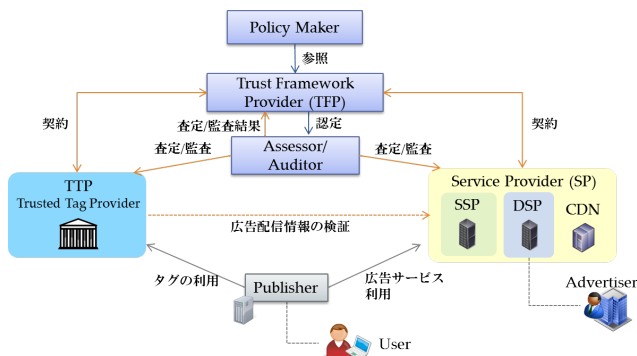 Policy Maker
参照
Trust Framework
Provider (TFP)
契約
査定/監査結果
認定
契約
査定/監査
Assessor/
Auditor
査定/監査
TTP
Trusted Tag Provider
Service Provider (SP)
SSP
DSP
CDN
広告配信情報の検証
タグの利用
Publisher
広告サービス
利用
Advertiser
User